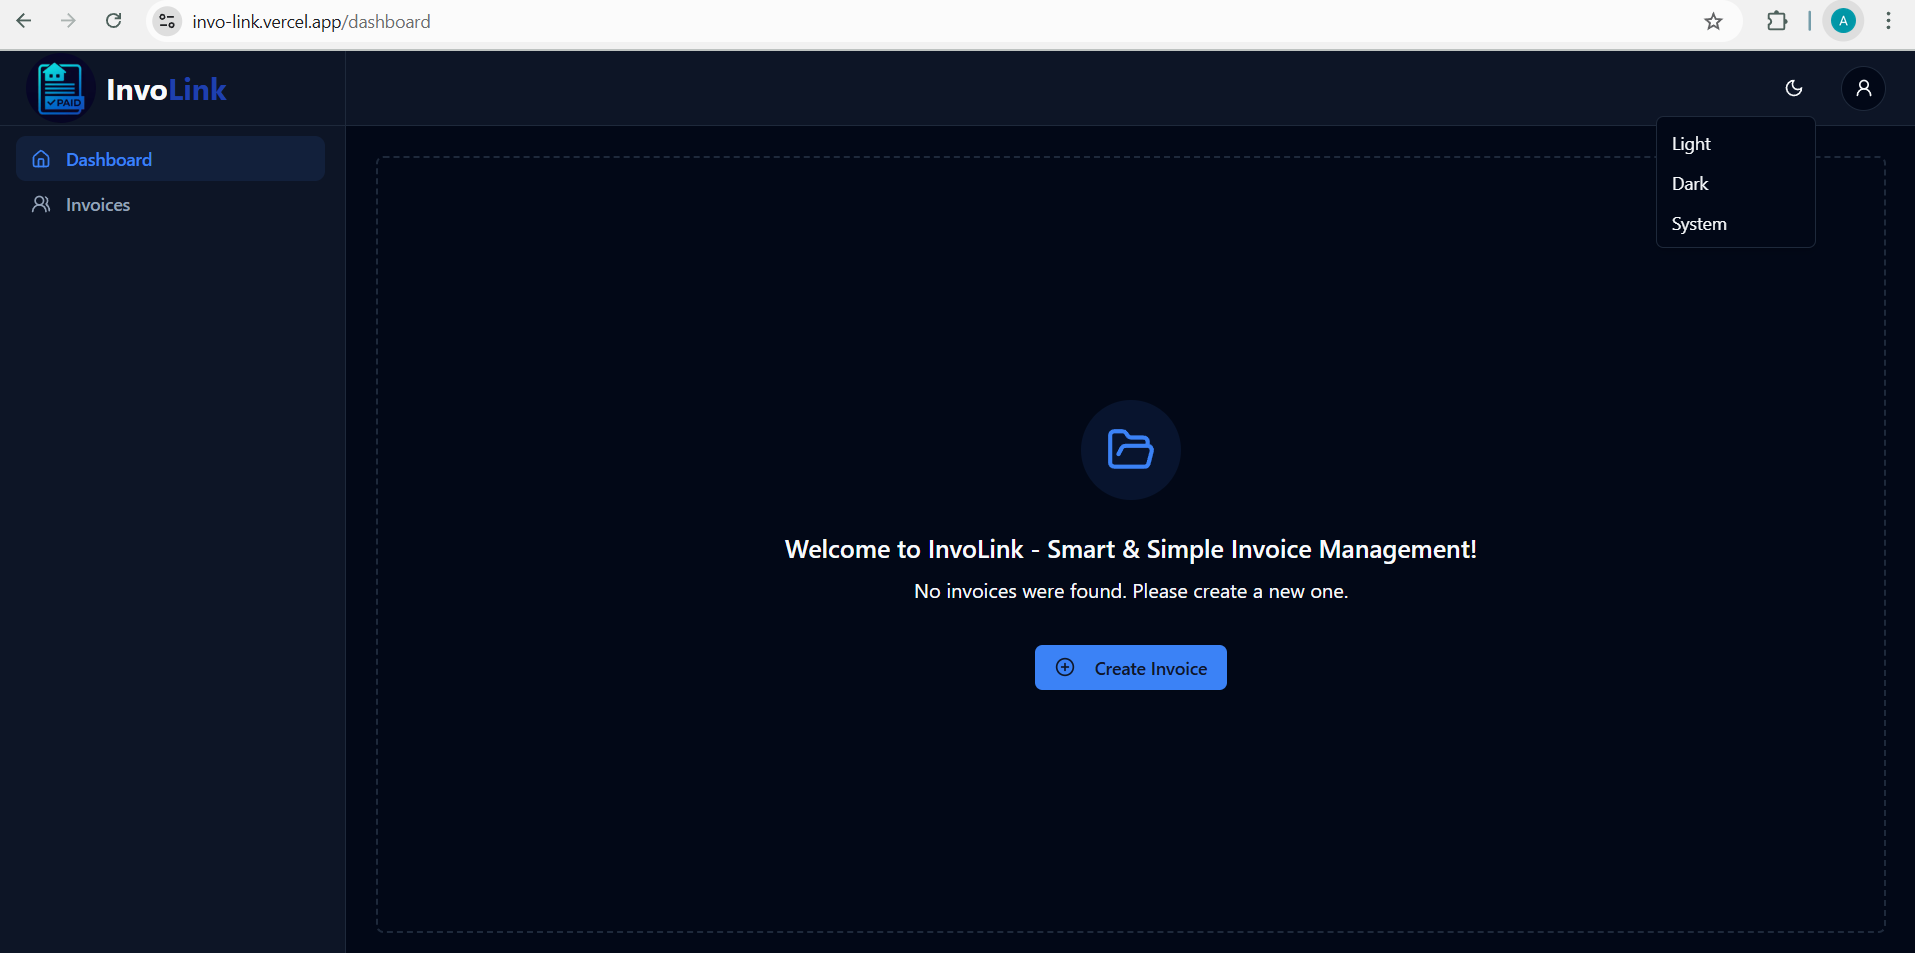 invo-link.vercel.app/dashboard
A
PAID
InvoLink
Dashboard
Invoices
Light
Dark
System
Welcome to InvoLink - Smart & Simple Invoice Management!
No invoices were found. Please create a new one.
Create Invoice